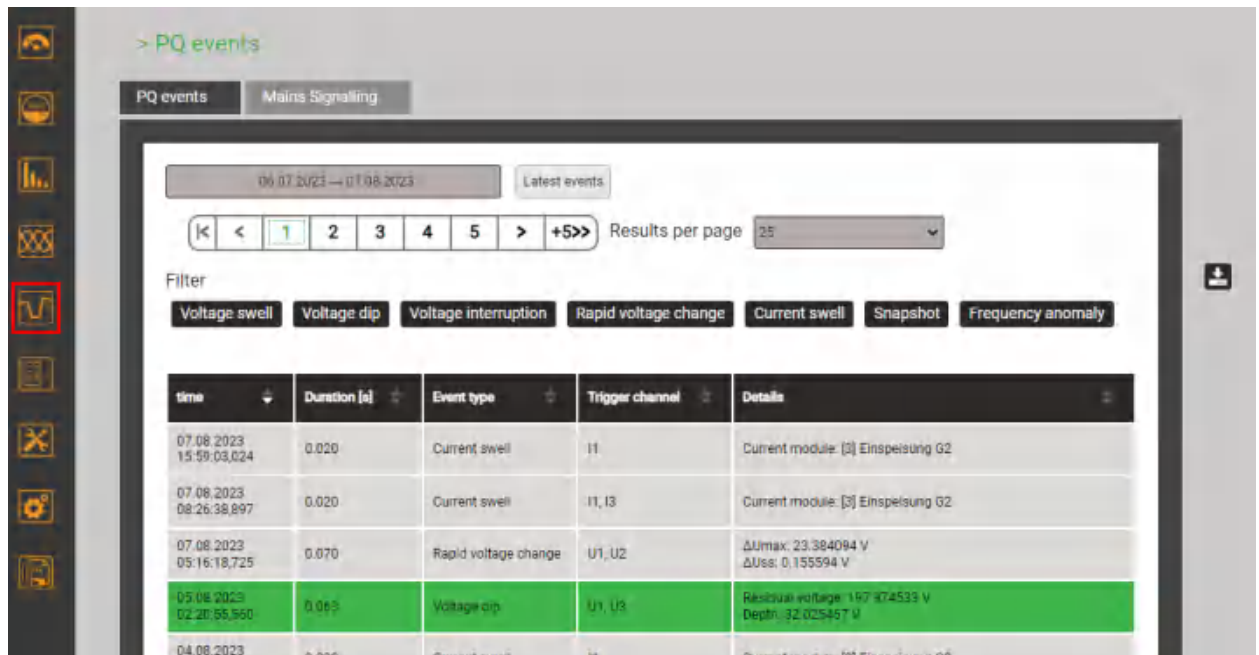 > PQ events
PQ events Mains Signalling
06.07.2023 → 07.08.2023 Latest events
|< < 1 2 3 4 5 > +5>> Results per page 25
Filter
Voltage swell Voltage dip Voltage interruption Rapid voltage change Current swell Snapshot Frequency anomaly
time Duration [s] Event type Trigger channel Details
07.08.2023
15:59:03,024 0.020 Current swell I1 Current module: [3] Einspeisung G2
07.08.2023
08:26:38,897 0.020 Current swell I1, I3 Current module: [3] Einspeisung G2
07.08.2023
05:16:18,725 0.070 Rapid voltage change U1, U2 ΔUmax: 23.384094 V
ΔUss: 0.155594 V
05.08.2023
02:20:55,560 0.063 Voltage dip U1, U3 Residual voltage: 197.974533 V
Depth: 32.025467 V
04.08.2023